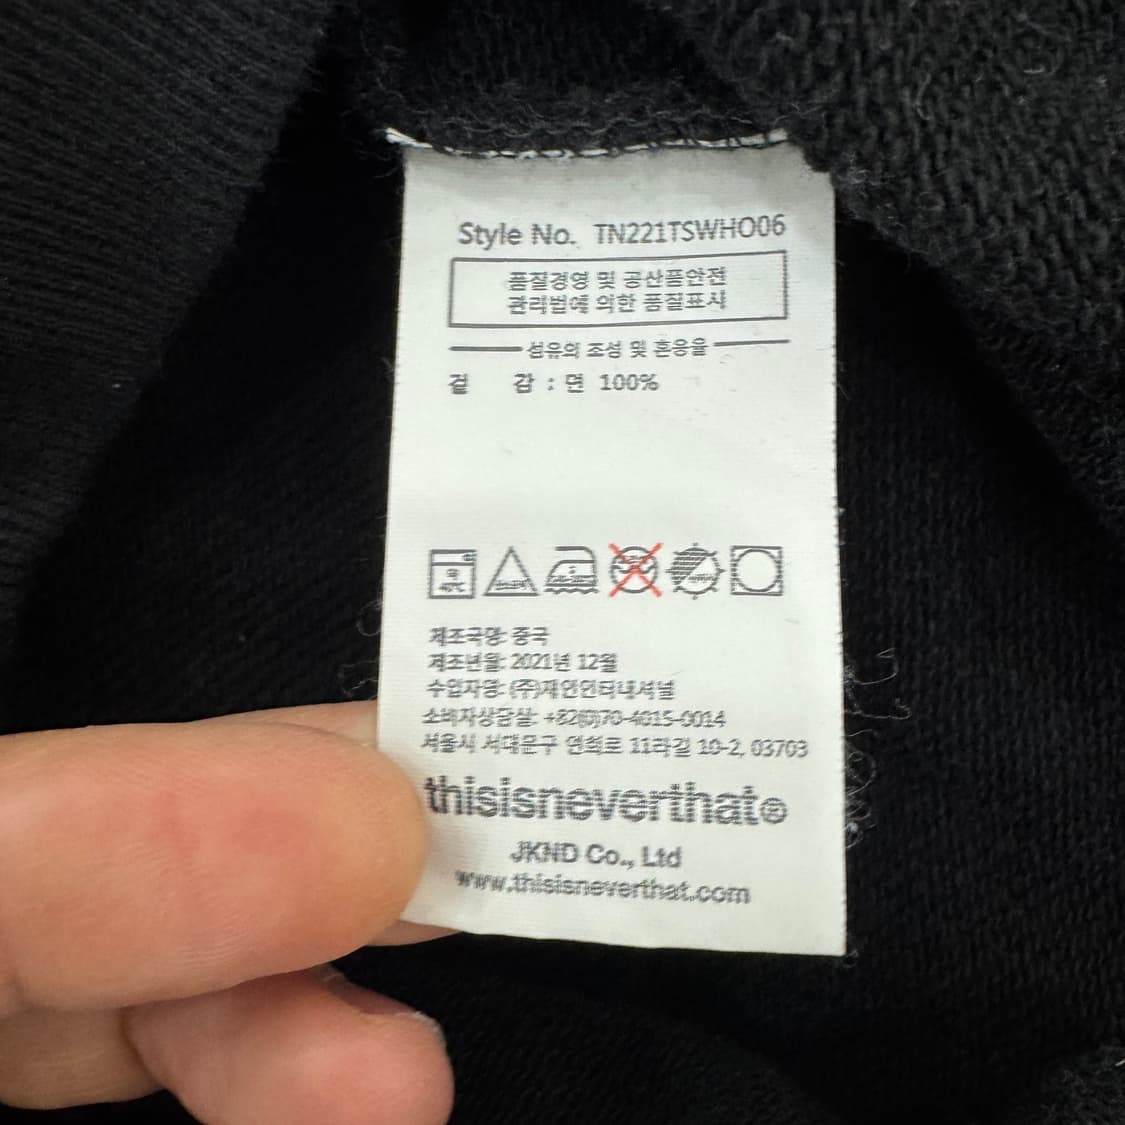 Style No. TN221TSWHO06
품질경영 및 공산품안전
관리법에 의한 품질표시
섬유의 조성 및 혼용율
겉 감 : 면 100%
제조국명: 중국
제조년월: 2021년 12월
수입자명: (주)제이인터내셔널
소비자상담실: +82(0)70-4015-0014
서울시 서대문구 연희로 11라길 10-2, 03703
thisisneverthat®
JKND Co., Ltd
www.thisisneverthat.com